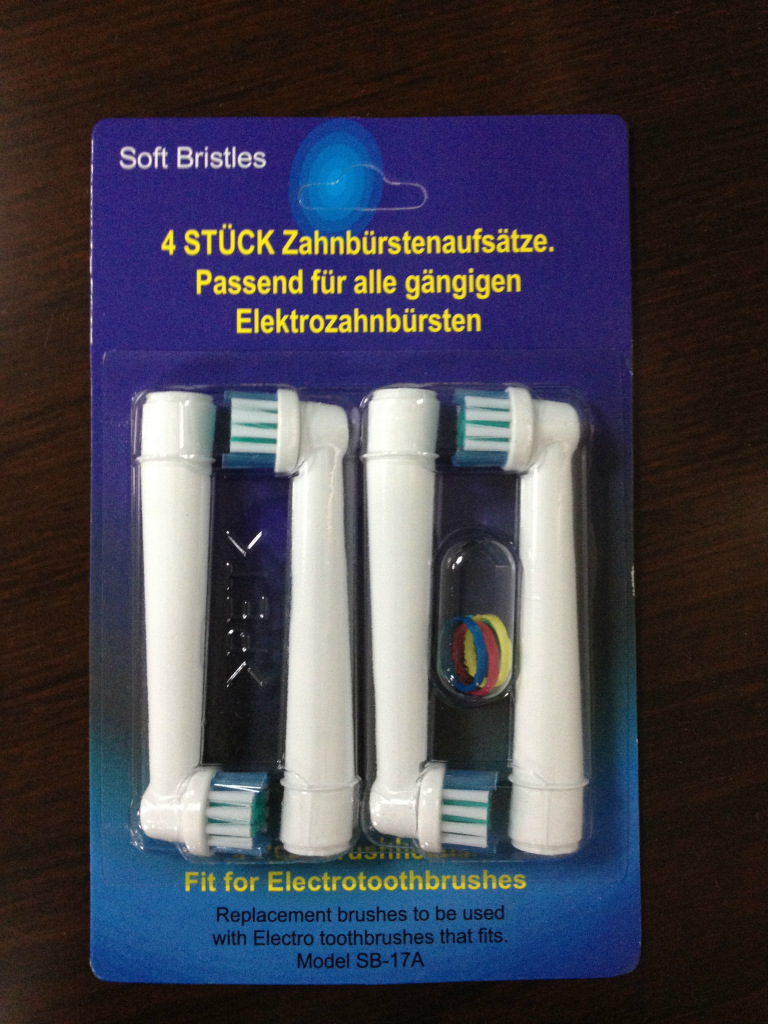 Soft Bristles
4 STÜCK Zahnbürstenaufsätze.
Passend für alle gängigen
Elektrozahnbürsten
Fit for Electrotoothbrushes
Replacement brushes to be used
with Electro toothbrushes that fits.
Model SB-17A